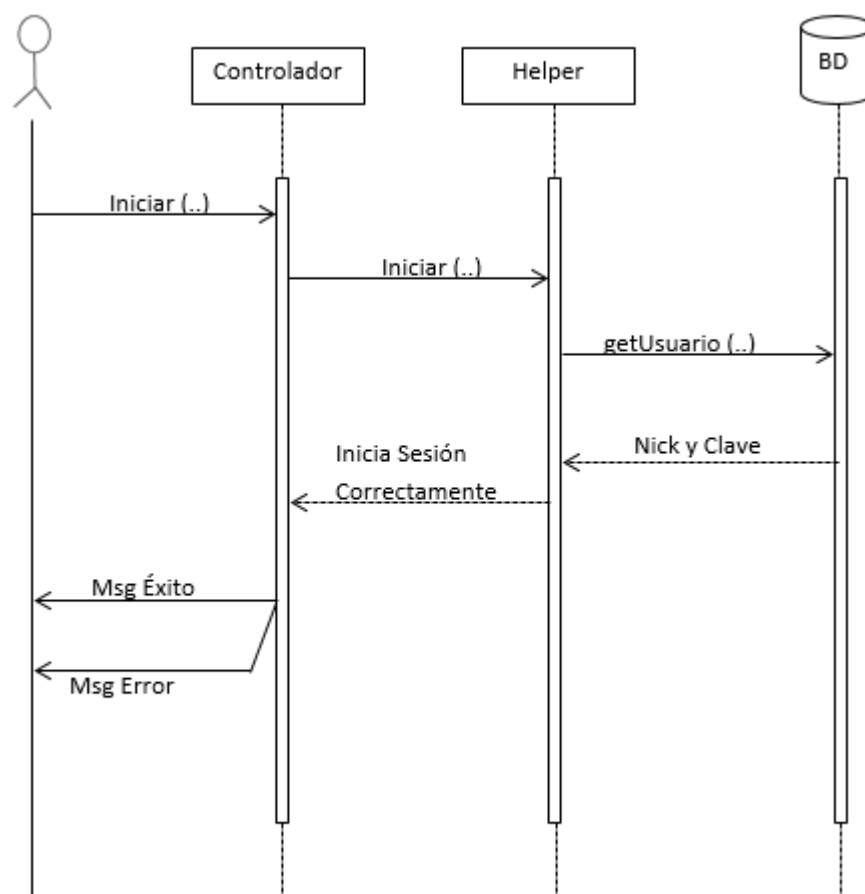 Controlador
Helper
BD
Iniciar (..)
Iniciar (..)
getUsuario (..)
Nick y Clave
Inicia Sesión
Correctamente
Msg Éxito
Msg Error